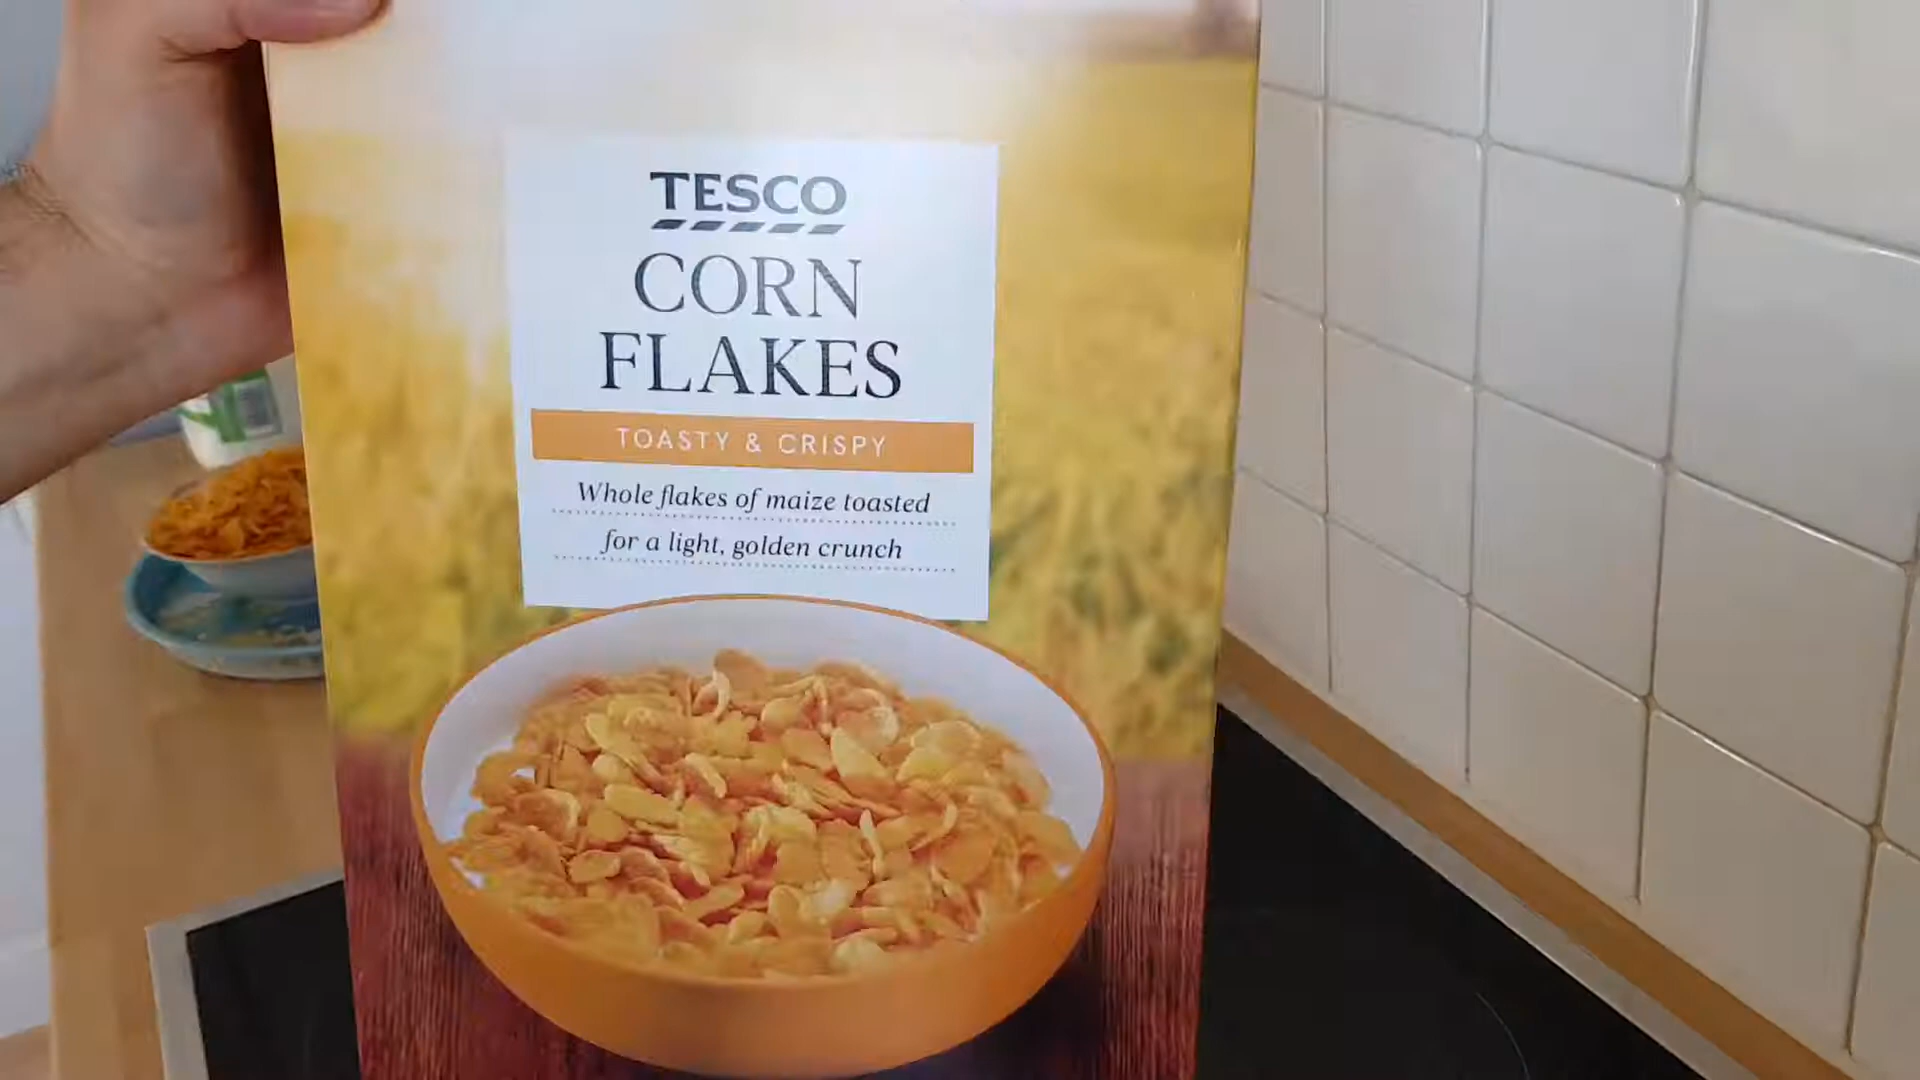 TESCO
CORN
FLAKES
TOASTY & CRISPY
Whole flakes of maize toasted
for a light, golden crunch